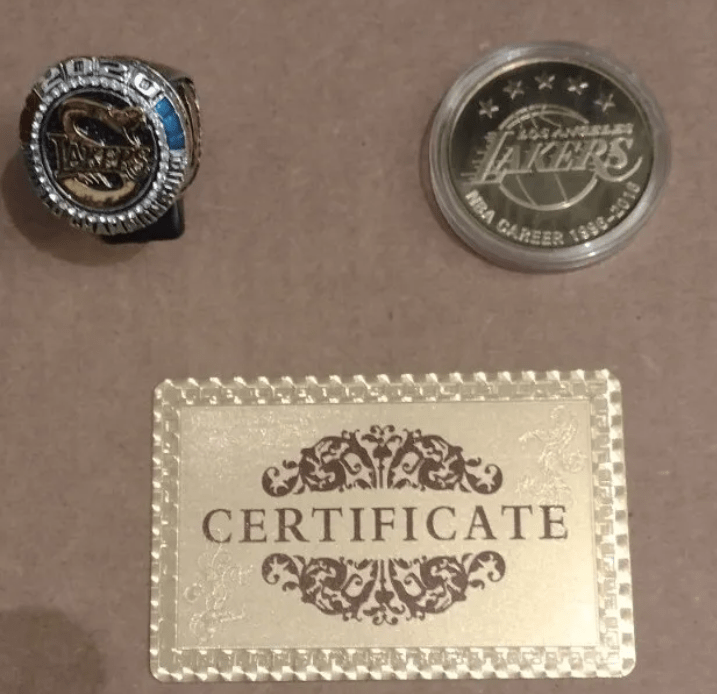 2020
LAKERS
LOS ANGELES
LAKERS
NBA CAREER 1996-2016
CERTIFICATE